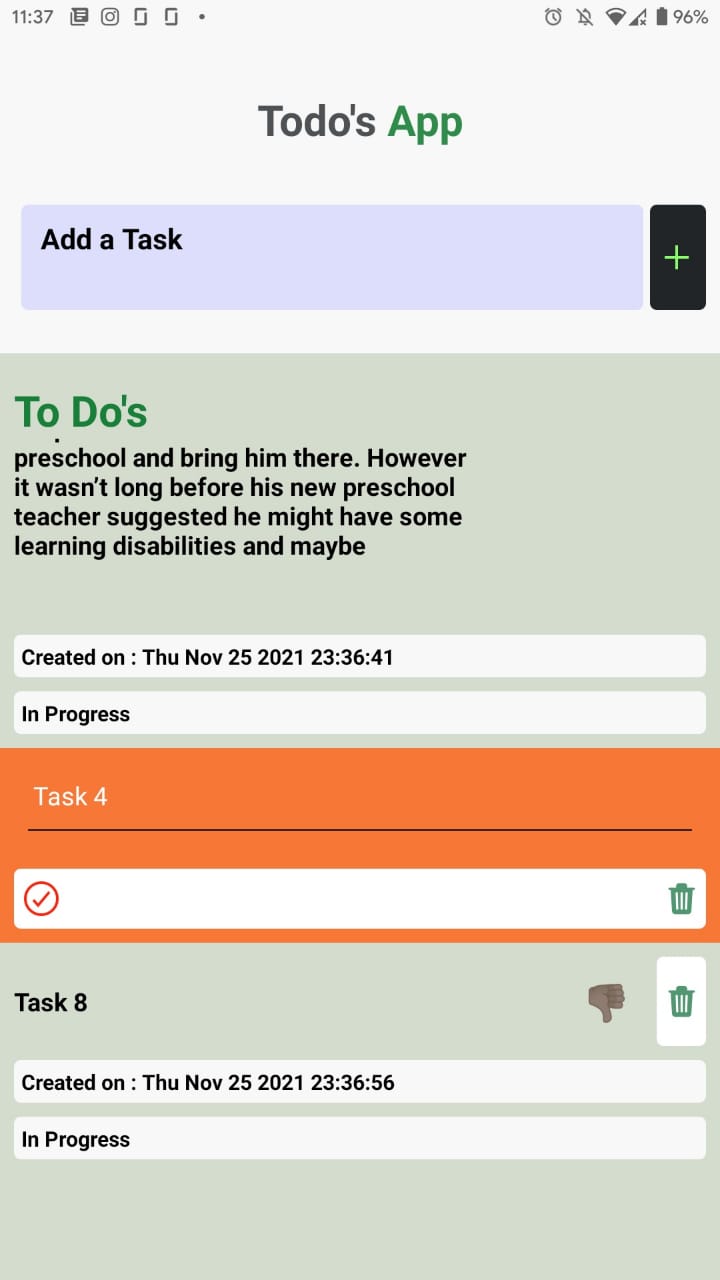 11:37 96%
Todo's App
Add a Task
+
To Do's
preschool and bring him there. However
it wasn’t long before his new preschool
teacher suggested he might have some
learning disabilities and maybe
Created on : Thu Nov 25 2021 23:36:41
In Progress
Task 4
Task 8
Created on : Thu Nov 25 2021 23:36:56
In Progress